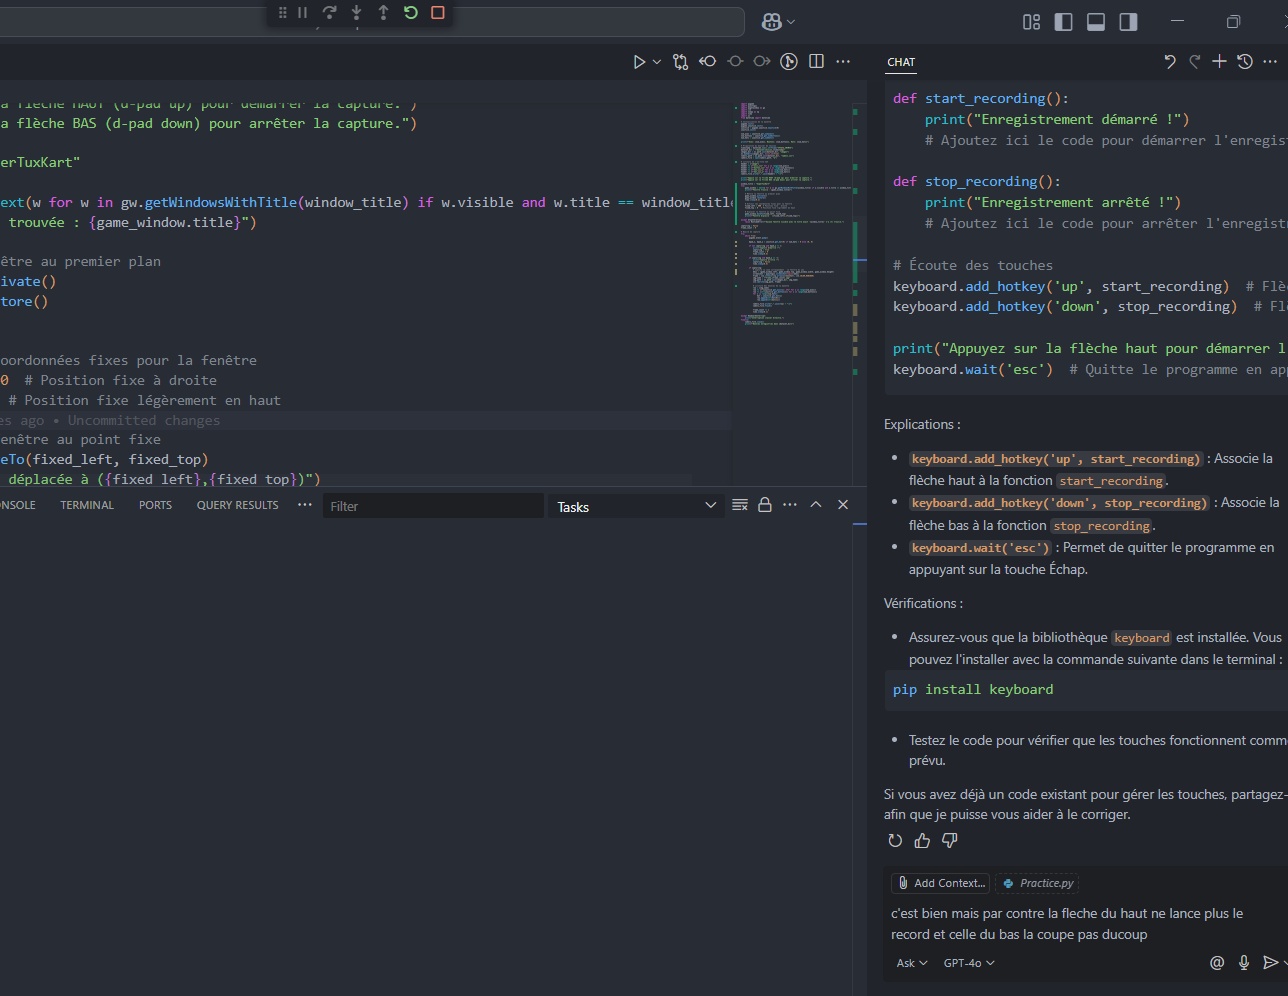 CHAT
a flèche HAUT (d-pad up) pour démarrer la capture.")
a flèche BAS (d-pad down) pour arrêter la capture.")
erTuxKart"
ext(w for w in gw.getWindowsWithTitle(window_title) if w.visible and w.title == window_titl
trouvée : {game_window.title}")
être au premier plan
ivate()
tore()
oordonnées fixes pour la fenêtre
0 # Position fixe à droite
# Position fixe légèrement en haut
es ago • Uncommitted changes
enêtre au point fixe
eTo(fixed_left, fixed_top)
déplacée à ({fixed_left},{fixed_top})")
NSOLE TERMINAL PORTS QUERY RESULTS Filter Tasks
def start_recording():
print("Enregistrement démarré !")
# Ajoutez ici le code pour démarrer l'enregist
def stop_recording():
print("Enregistrement arrêté !")
# Ajoutez ici le code pour arrêter l'enregistr
# Écoute des touches
keyboard.add_hotkey('up', start_recording) # Flè
keyboard.add_hotkey('down', stop_recording) # Fl
print("Appuyez sur la flèche haut pour démarrer l
keyboard.wait('esc') # Quitte le programme en app
Explications :
• keyboard.add_hotkey('up', start_recording) : Associe la
flèche haut à la fonction start_recording.
• keyboard.add_hotkey('down', stop_recording) : Associe la
flèche bas à la fonction stop_recording.
• keyboard.wait('esc') : Permet de quitter le programme en
appuyant sur la touche Échap.
Vérifications :
• Assurez-vous que la bibliothèque keyboard est installée. Vous
pouvez l'installer avec la commande suivante dans le terminal :
pip install keyboard
• Testez le code pour vérifier que les touches fonctionnent comm
prévu.
Si vous avez déjà un code existant pour gérer les touches, partagez-
afin que je puisse vous aider à le corriger.
Add Context... Practice.py
c'est bien mais par contre la fleche du haut ne lance plus le
record et celle du bas la coupe pas ducoup
Ask GPT-4o